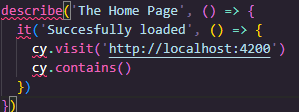 describe('The Home Page', () => {
  it('Succesfully loaded', () => {
    cy.visit('http://localhost:4200')
    cy.contains()
  })
})